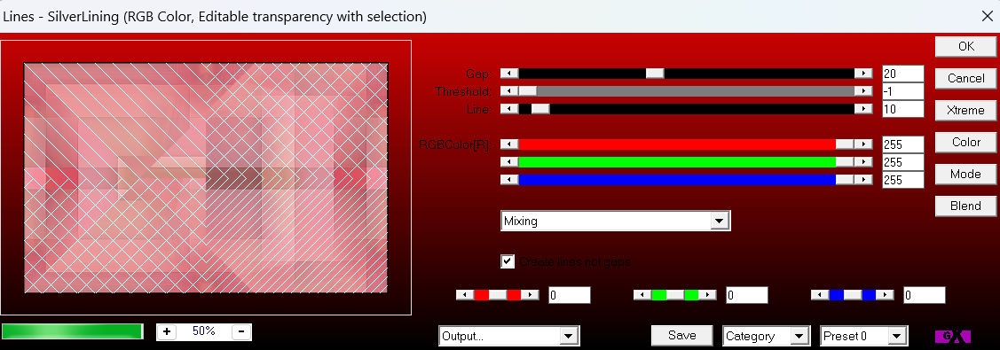 Lines - SilverLining (RGB Color, Editable transparency with selection)
OK
Gap: 20
Cancel
Threshold: -1
Line: 10
Xtreme
RGBColor[R]: 255
Color
255
255
Mode
Blend
Mixing
Create lines not gaps
0 0 0
+ 50% -
Output... Save Category Preset 0
GX